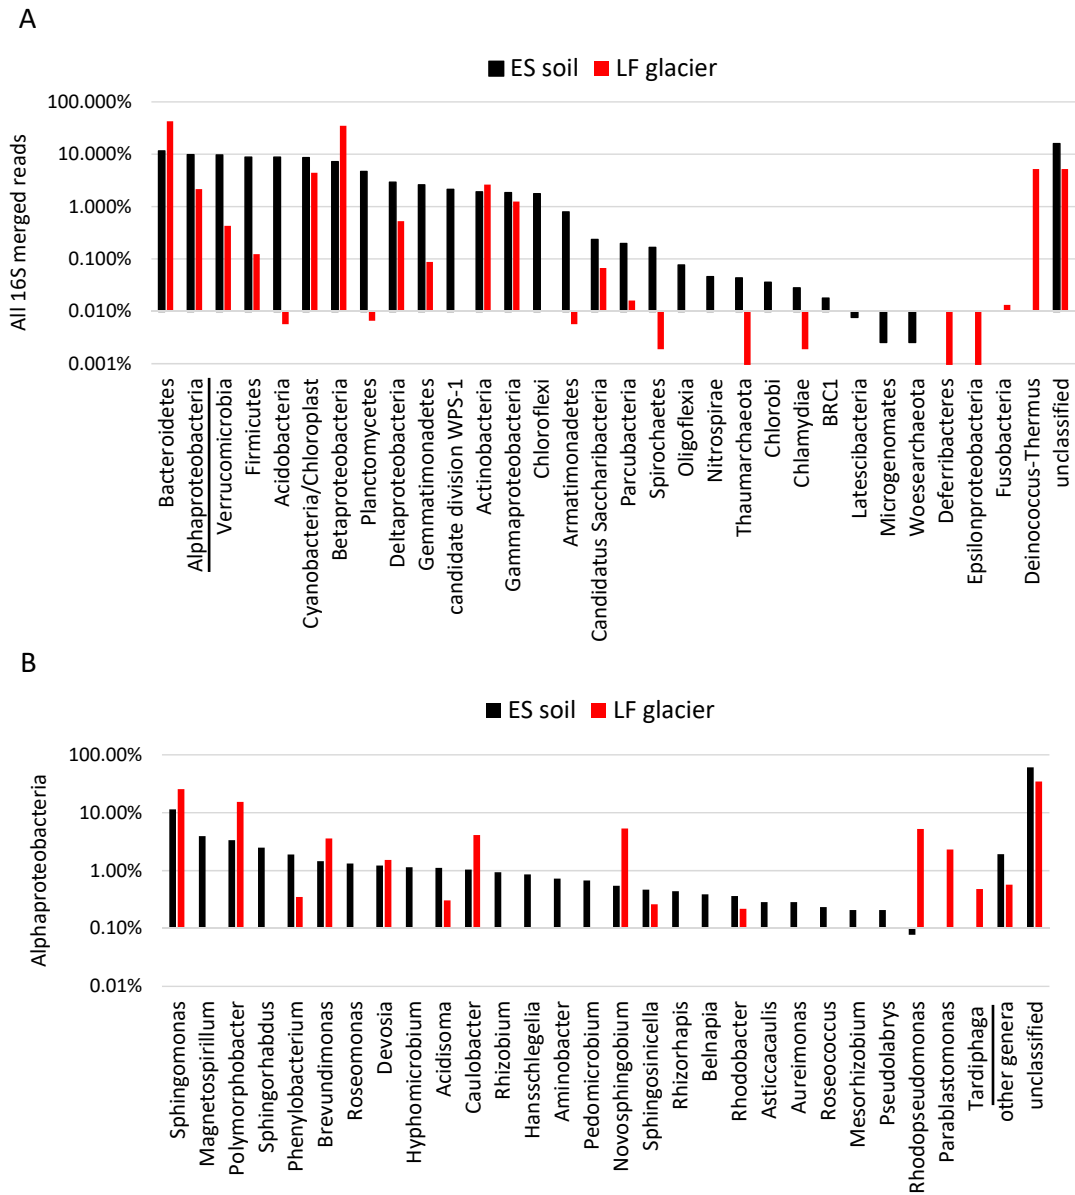 A
ES soil LF glacier
100.000%
10.000%
1.000%
0.100%
0.010%
0.001%
All 16S merged reads
Bacteroidetes
Alphaproteobacteria
Verrucomicrobia
Firmicutes
Acidobacteria
Cyanobacteria/Chloroplast
Betaproteobacteria
Planctomycetes
Deltaproteobacteria
Gemmatimonadetes
candidate division WPS-1
Actinobacteria
Gammaproteobacteria
Chloroflexi
Armatimonadetes
Candidatus Saccharibacteria
Parcubacteria
Spirochaetes
Oligoflexia
Nitrospirae
Thaumarchaeota
Chlorobi
Chlamydiae
BRC1
Latescibacteria
Microgenomates
Woesearchaeota
Deferribacteres
Epsilonproteobacteria
Fusobacteria
Deinococcus-Thermus
unclassified
B
ES soil LF glacier
100.00%
10.00%
1.00%
0.10%
0.01%
Alphaproteobacteria
Sphingomonas
Magnetospirillum
Polymorphobacter
Sphingorhabdus
Phenylobacterium
Brevundimonas
Roseomonas
Devosia
Hyphomicrobium
Acidisoma
Caulobacter
Rhizobium
Hansschlegelia
Aminobacter
Pedomicrobium
Novosphingobium
Sphingosinicella
Rhizorhapis
Belnapia
Rhodobacter
Asticcacaulis
Aureimonas
Roseococcus
Mesorhizobium
Pseudolabrys
Rhodopseudomonas
Parablastomonas
Tardiphaga
other genera
unclassified